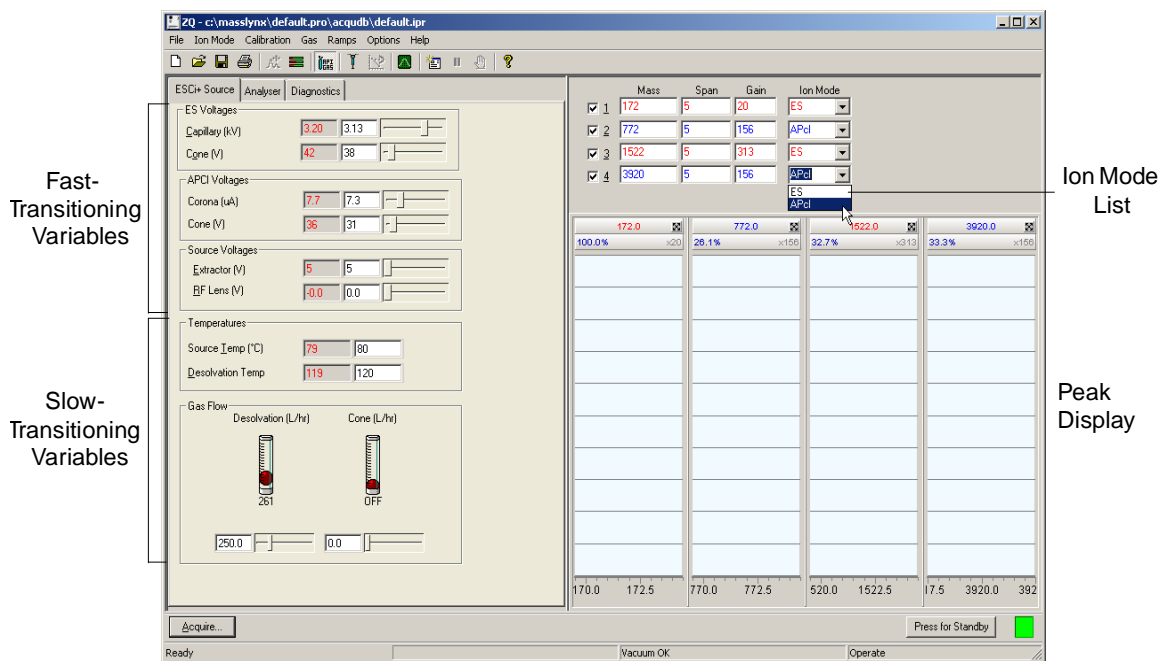 ZQ - c:\masslynx\default.pro\acqudb\default.ipr
File Ion Mode Calibration Gas Ramps Options Help
API GAS
ESCi+ Source Analyser Diagnostics
ES Voltages
Capillary (kV) 3.20 3.13
Cone (V) 42 38
APCI Voltages
Corona (uA) 7.7 7.3
Cone (V) 36 31
Source Voltages
Extractor (V) 5 5
RF Lens (V) -0.0 0.0
Temperatures
Source Temp (°C) 79 80
Desolvation Temp 119 120
Gas Flow
Desolvation (L/hr) Cone (L/hr)
261 OFF
250.0 0.0
Fast-
Transitioning
Variables
Slow-
Transitioning
Variables
Mass Span Gain Ion Mode
1 172 5 20 ES
2 772 5 156 APcI
3 1522 5 313 ES
4 3920 5 156 APcI
ES
APcI
Ion Mode
List
172.0 772.0 1522.0 3920.0
100.0% x20 26.1% x156 32.7% x313 33.3% x156
Peak
Display
170.0 172.5 770.0 772.5 520.0 1522.5 17.5 3920.0 392
Acquire... Press for Standby
Ready Vacuum OK Operate